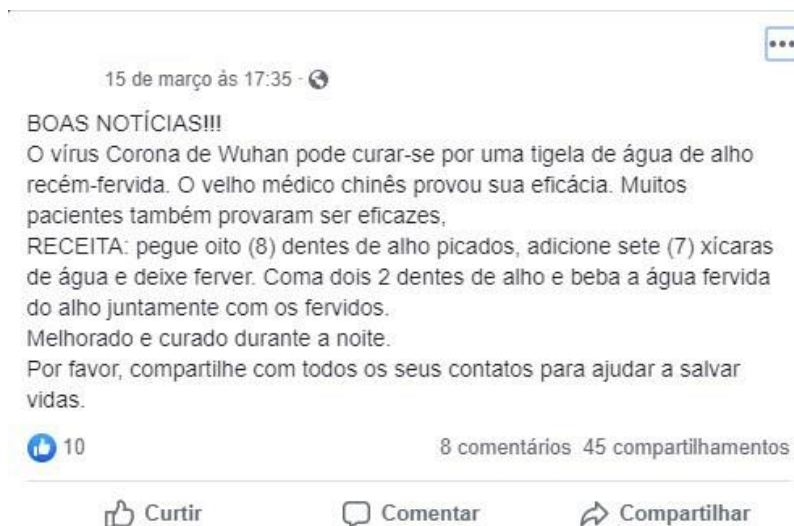 15 de março às 17:35 ·
BOAS NOTÍCIAS!!!
O vírus Corona de Wuhan pode curar-se por uma tigela de água de alho
recém-fervida. O velho médico chinês provou sua eficácia. Muitos
pacientes também provaram ser eficazes,
RECEITA: pegue oito (8) dentes de alho picados, adicione sete (7) xícaras
de água e deixe ferver. Coma dois 2 dentes de alho e beba a água fervida
do alho juntamente com os fervidos.
Melhorado e curado durante a noite.
Por favor, compartilhe com todos os seus contatos para ajudar a salvar
vidas.
10 8 comentários 45 compartilhamentos
Curtir Comentar Compartilhar